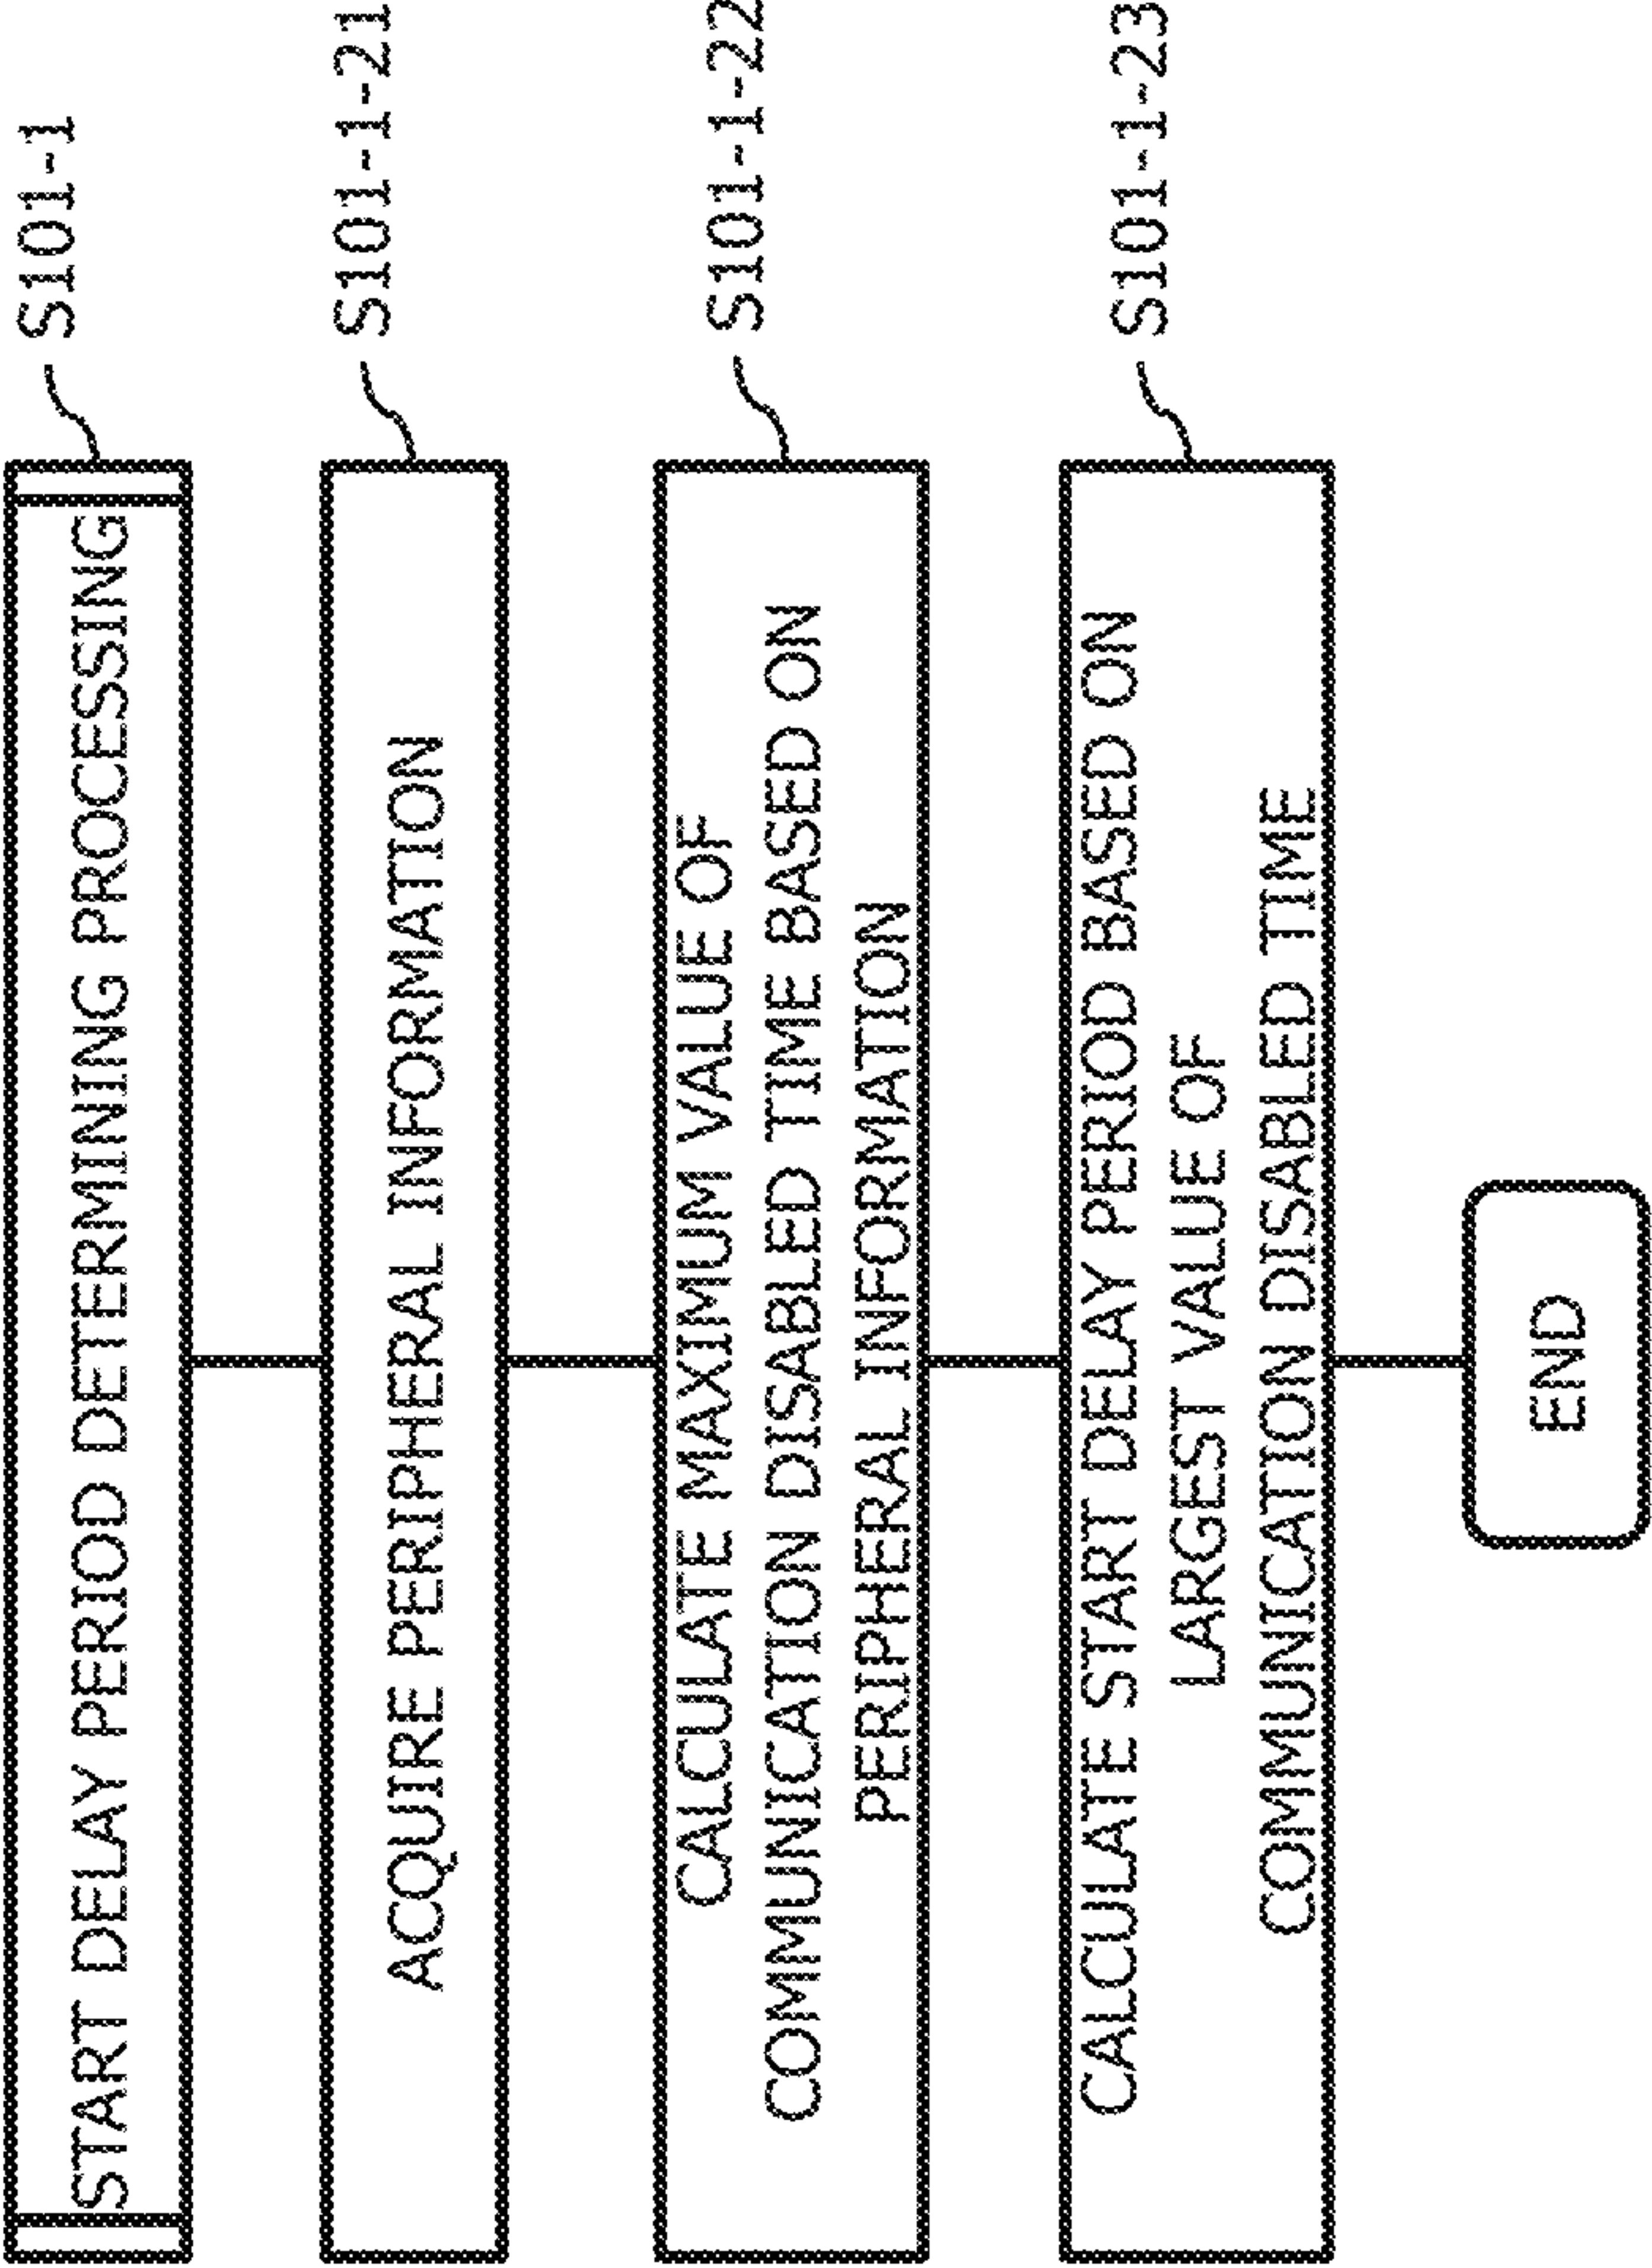 START DELAY PERIOD DETERMINING PROCESSING
S101-1
ACQUIRE PERIPHERAL INFORMATION
S101-1-21
CALCULATE MAXIMUM VALUE OF
COMMUNICATION DISABLED TIME BASED ON
PERIPHERAL INFORMATION
S101-1-22
CALCULATE START DELAY PERIOD BASED ON
LARGEST VALUE OF
COMMUNICATION DISABLED TIME
S101-1-23
END